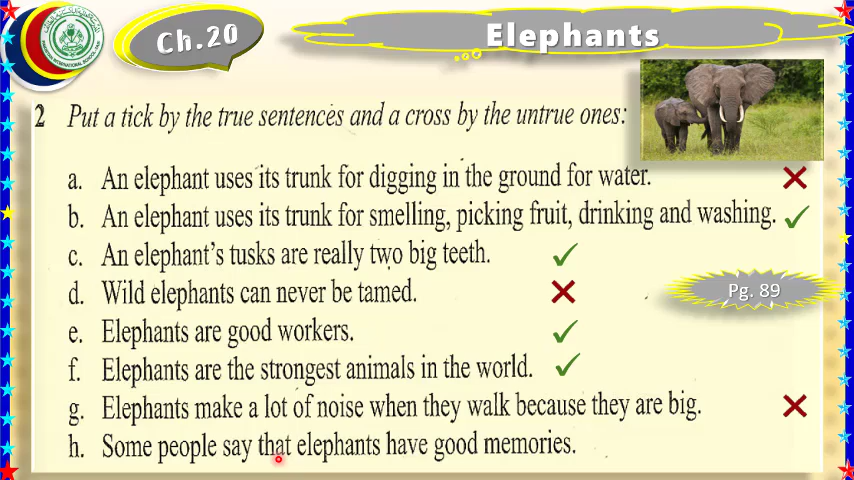 Ch.20
Elephants
2 Put a tick by the true sentences and a cross by the untrue ones:
a. An elephant uses its trunk for digging in the ground for water.
b. An elephant uses its trunk for smelling, picking fruit, drinking and washing.
c. An elephant's tusks are really two big teeth.
d. Wild elephants can never be tamed.
Pg. 89
e. Elephants are good workers.
f. Elephants are the strongest animals in the world.
g. Elephants make a lot of noise when they walk because they are big.
h. Some people say that elephants have good memories.